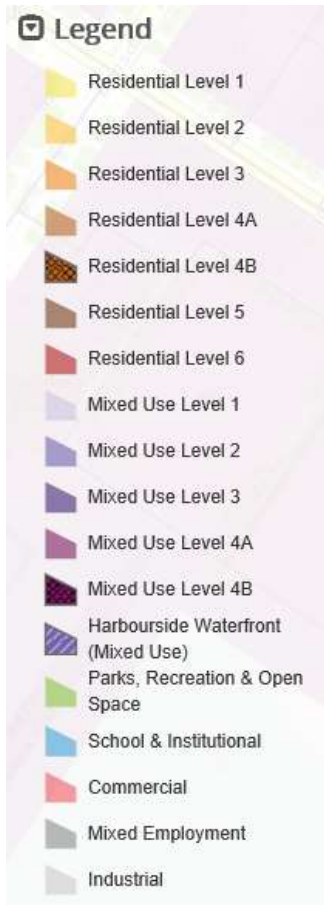 Legend
Residential Level 1
Residential Level 2
Residential Level 3
Residential Level 4A
Residential Level 4B
Residential Level 5
Residential Level 6
Mixed Use Level 1
Mixed Use Level 2
Mixed Use Level 3
Mixed Use Level 4A
Mixed Use Level 4B
Harbourside Waterfront
(Mixed Use)
Parks, Recreation & Open
Space
School & Institutional
Commercial
Mixed Employment
Industrial